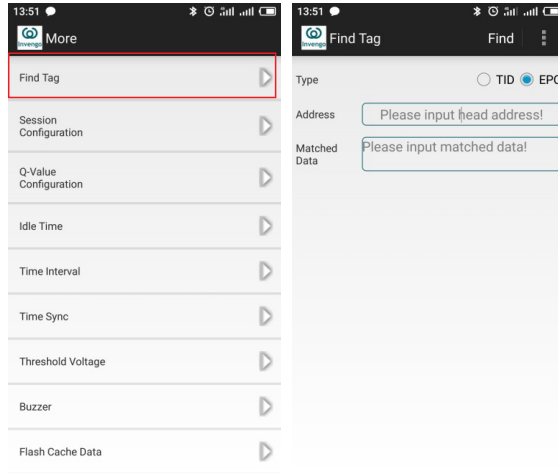 13:51
invengo More
Find Tag
Session
Configuration
Q-Value
Configuration
Idle Time
Time Interval
Time Sync
Threshold Voltage
Buzzer
Flash Cache Data
13:51
invengo Find Tag Find
Type TID EPC
Address Please input head address!
Matched
Data Please input matched data!